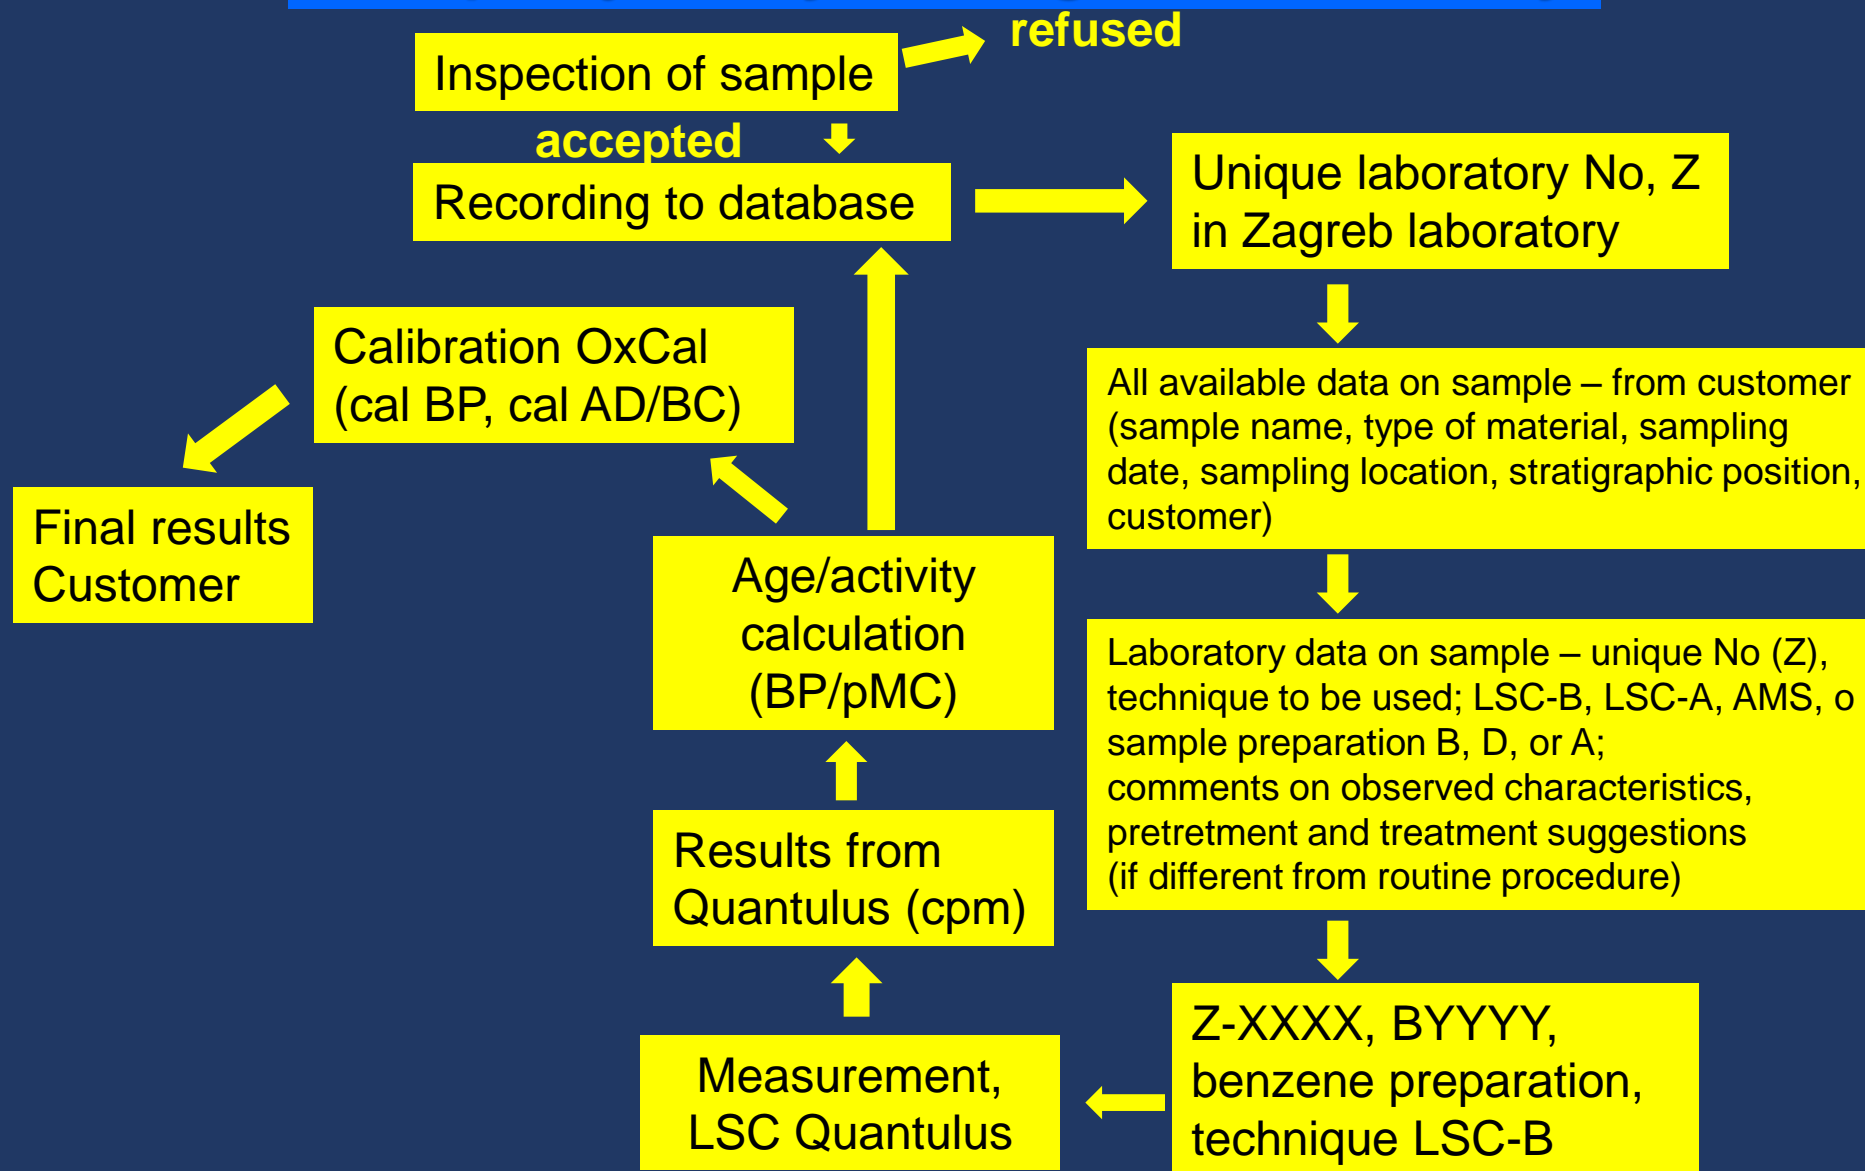 refused
Inspection of sample
accepted
Recording to database
Unique laboratory No, Z
in Zagreb laboratory
All available data on sample – from customer
(sample name, type of material, sampling
date, sampling location, stratigraphic position,
customer)
Laboratory data on sample – unique No (Z),
technique to be used; LSC-B, LSC-A, AMS, o
sample preparation B, D, or A;
comments on observed characteristics,
pretretment and treatment suggestions
(if different from routine procedure)
Z-XXXX, BYYYY,
benzene preparation,
technique LSC-B
Measurement,
LSC Quantulus
Results from
Quantulus (cpm)
Age/activity
calculation
(BP/pMC)
Calibration OxCal
(cal BP, cal AD/BC)
Final results
Customer